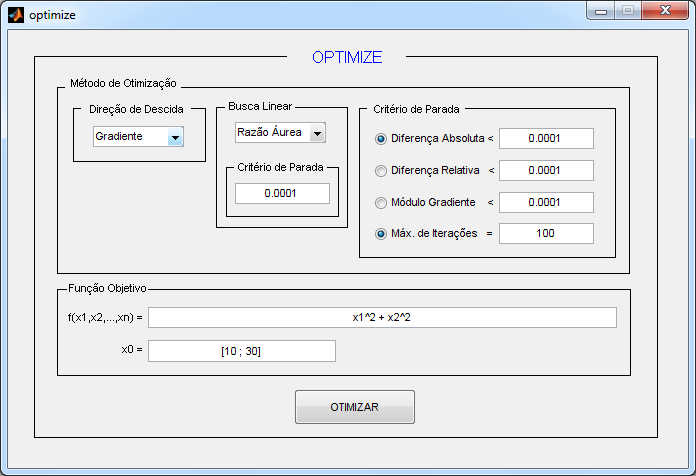 optimize
OPTIMIZE
Método de Otimização
Direção de Descida
Gradiente
Busca Linear
Razão Áurea
Critério de Parada
0.0001
Critério de Parada
Diferença Absoluta < 0.0001
Diferença Relativa < 0.0001
Módulo Gradiente < 0.0001
Máx. de Iterações = 100
Função Objetivo
f(x1,x2,...,xn) = x1^2 + x2^2
x0 = [10 ; 30]
OTIMIZAR